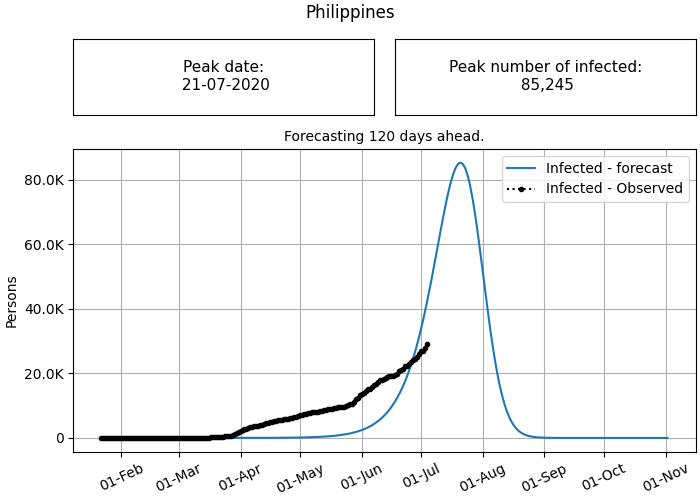 Philippines
Peak date:
21-07-2020
Peak number of infected:
85,245
Forecasting 120 days ahead.
Infected - forecast
Infected - Observed
80.0K
60.0K
40.0K
20.0K
0
Persons
01-Feb
01-Mar
01-Apr
01-May
01-Jun
01-Jul
01-Aug
01-Sep
01-Oct
01-Nov